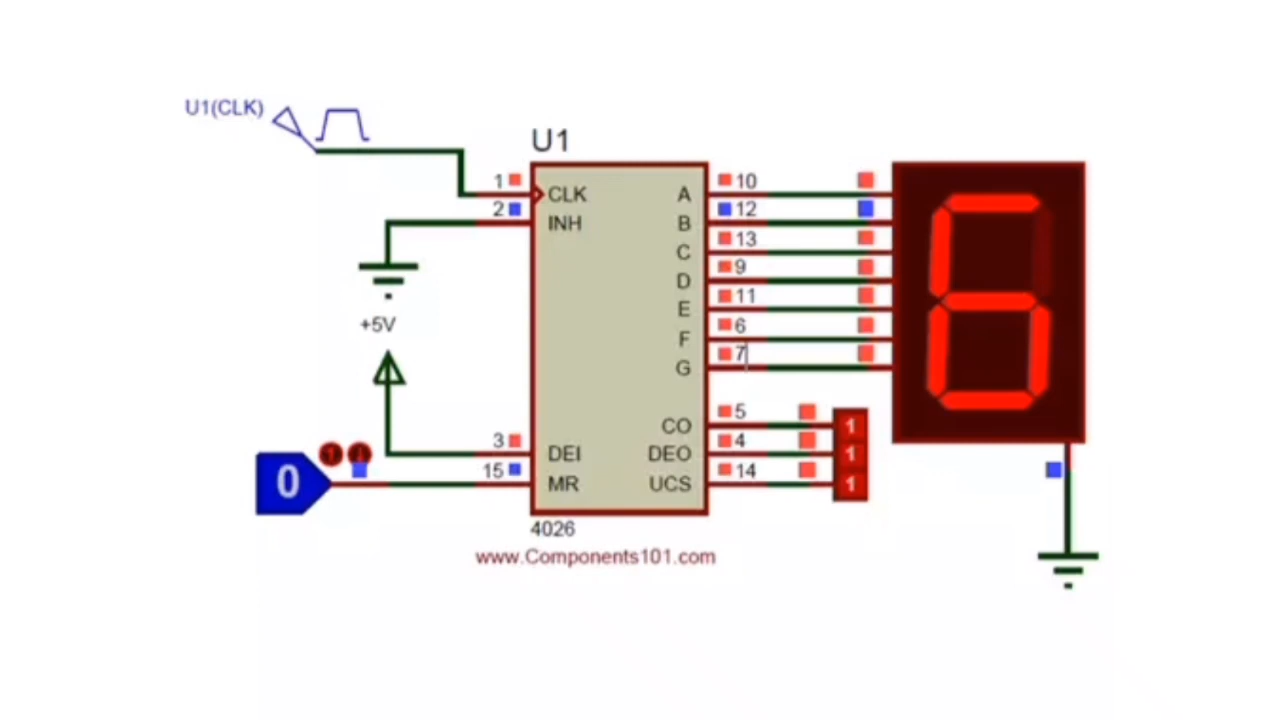 U1(CLK)
U1
1
CLK
A
10
2
INH
B
12
C
13
D
9
E
11
+5V
F
6
G
7
CO
5
1
3
DEI
DEO
4
1
0
15
MR
UCS
14
1
4026
www.Components101.com
6